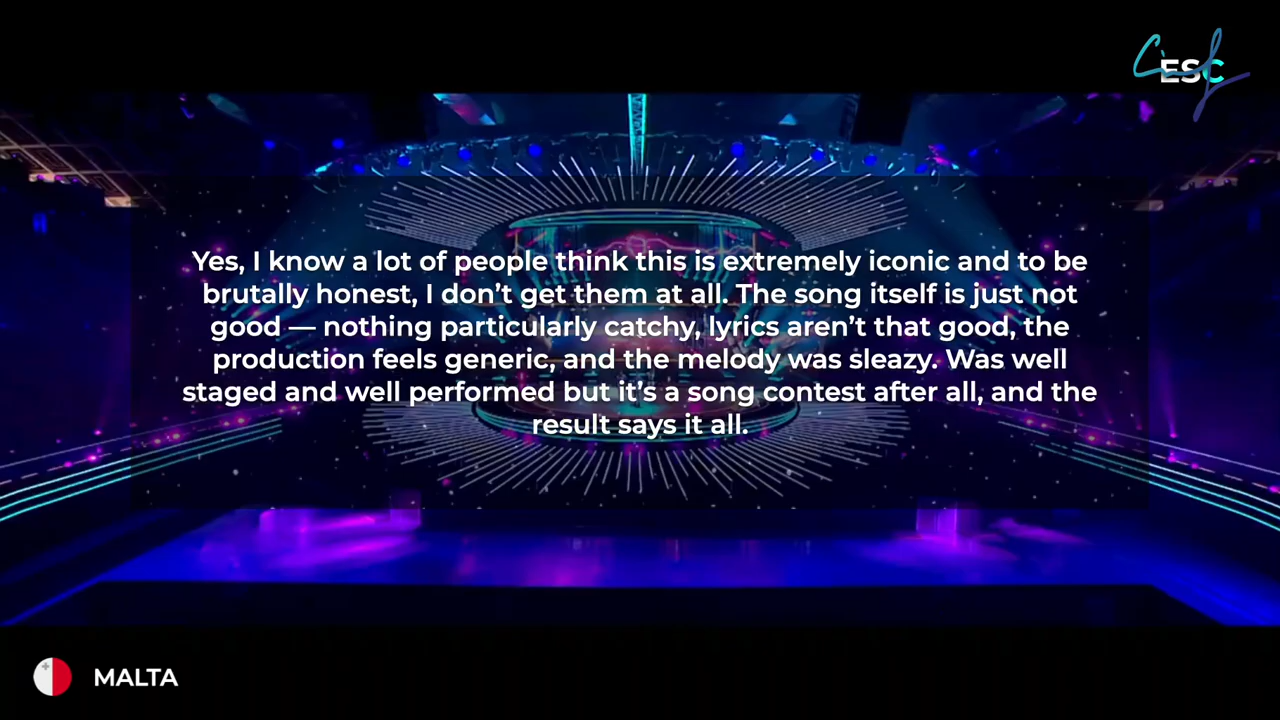 ESC
Yes, I know a lot of people think this is extremely iconic and to be
brutally honest, I don’t get them at all. The song itself is just not
good — nothing particularly catchy, lyrics aren’t that good, the
production feels generic, and the melody was sleazy. Was well
staged and well performed but it’s a song contest after all, and the
result says it all.
MALTA